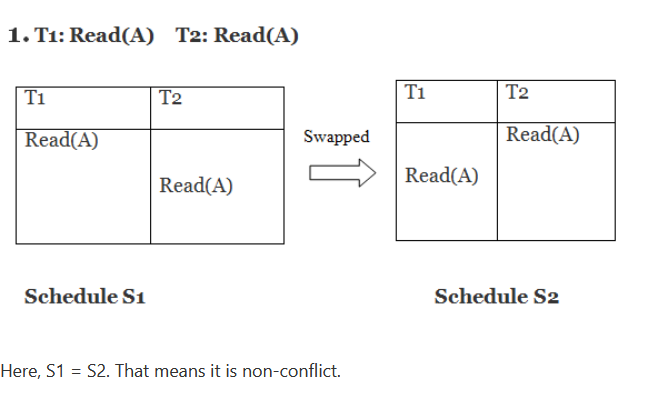 1. T1: Read(A) T2: Read(A)
T1 T2
Read(A)
Read(A)
Swapped
T1 T2
Read(A)
Read(A)
Schedule S1
Schedule S2
Here, S1 = S2. That means it is non-conflict.